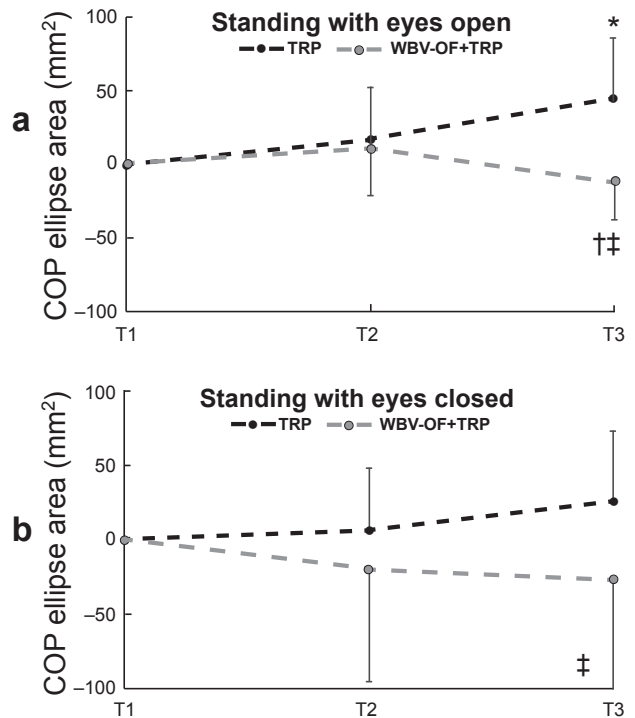 Standing with eyes open
TRP WBV-OF+TRP
a
COP ellipse area (mm²)
100
50
0
−50
−100
*
†‡
T1 T2 T3
Standing with eyes closed
TRP WBV-OF+TRP
b
COP ellipse area (mm²)
100
50
0
−50
−100
‡
T1 T2 T3